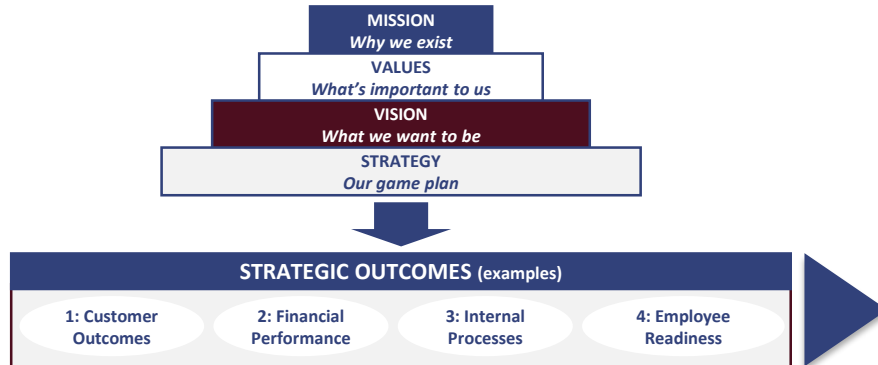 MISSION
Why we exist
VALUES
What's important to us
VISION
What we want to be
STRATEGY
Our game plan
STRATEGIC OUTCOMES (examples)
1: Customer
Outcomes
2: Financial
Performance
3: Internal
Processes
4: Employee
Readiness